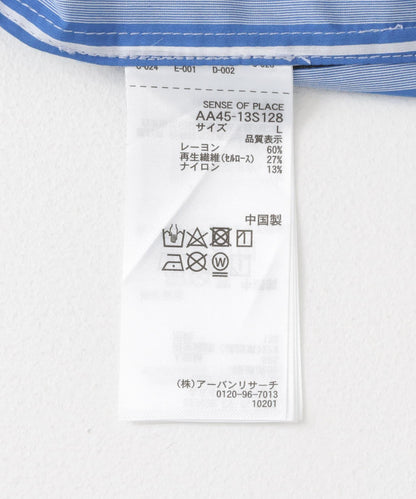 E-001 D-002
SENSE OF PLACE
AA45-13S128
サイズ L
品質表示
レーヨン 60%
再生繊維(セルロース) 27%
ナイロン 13%
中国製
W
(株)アーバンリサーチ
0120-96-7013
10201